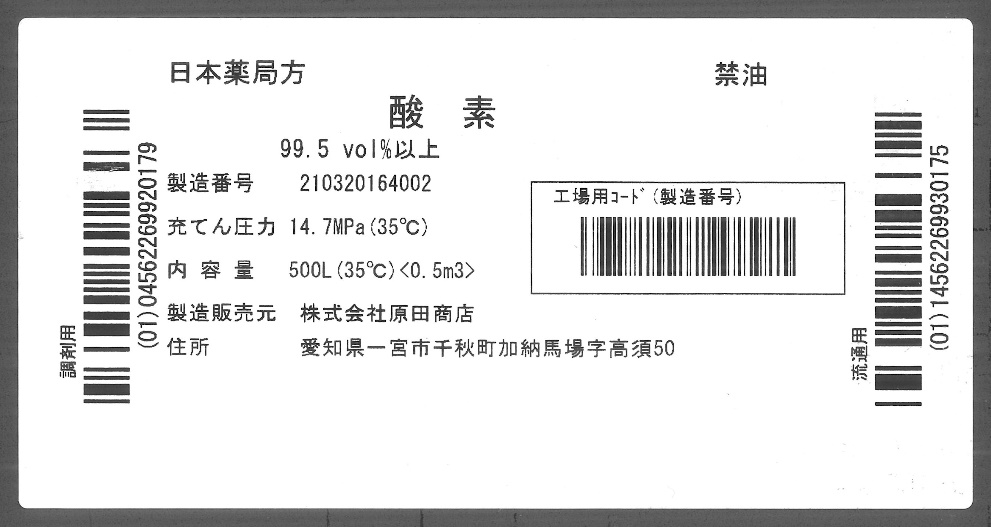 日本薬局方
禁油
酸 素
99.5 vol%以上
製造番号 210320164002
充てん圧力 14.7MPa(35℃)
内 容 量 500L(35℃)<0.5m3>
製造販売元 株式会社原田商店
住所 愛知県一宮市千秋町加納馬場字高須50
工場用ｺｰﾄﾞ(製造番号)
調剤用
(01)04562269920179
流通用
(01)14562269930175